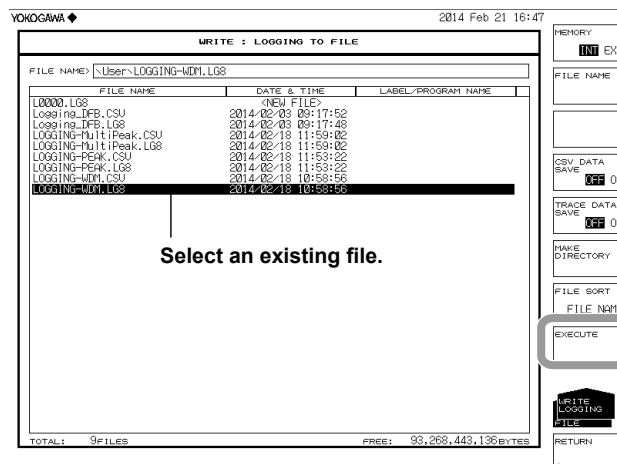 YOKOGAWA 2014 Feb 21 16:47
WRITE : LOGGING TO FILE
FILE NAME> \User\LOGGING-WDM.LG8
FILE NAME DATE & TIME LABEL/PROGRAM NAME
L0000.LG8 <NEW FILE>
Logging_DFB.CSV 2014/02/03 09:17:52
Logging_DFB.LG8 2014/02/03 09:17:48
LOGGING-MultiPeak.CSV 2014/02/18 11:59:02
LOGGING-MultiPeak.LG8 2014/02/18 11:59:02
LOGGING-PEAK.CSV 2014/02/18 11:53:22
LOGGING-PEAK.LG8 2014/02/18 11:53:22
LOGGING-WDM.CSV 2014/02/18 10:58:56
LOGGING-WDM.LG8 2014/02/18 10:58:56
Select an existing file.
TOTAL: 9FILES FREE: 93,268,443,136BYTES
MEMORY
INT EX
FILE NAME
CSV DATA
SAVE
OFF O
TRACE DATA
SAVE
OFF O
MAKE
DIRECTORY
FILE SORT
FILE NAM
EXECUTE
WRITE
LOGGING
FILE
RETURN